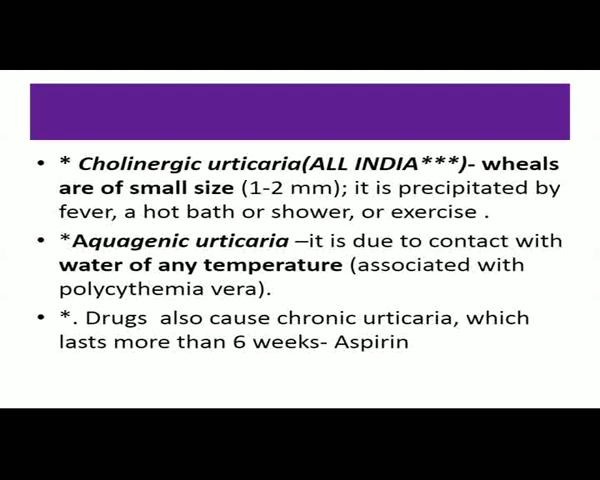 • * Cholinergic urticaria(ALL INDIA***)- wheals
are of small size (1-2 mm); it is precipitated by
fever, a hot bath or shower, or exercise .
• *Aquagenic urticaria –it is due to contact with
water of any temperature (associated with
polycythemia vera).
• *. Drugs  also cause chronic urticaria, which
lasts more than 6 weeks- Aspirin